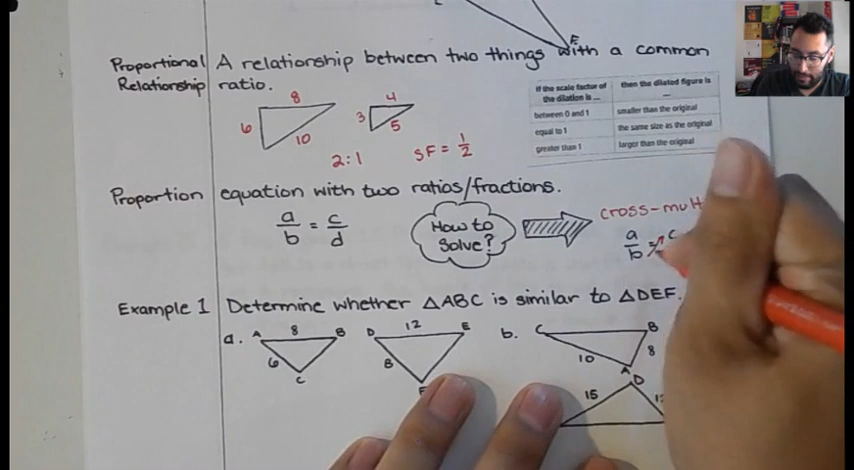 E
Proportional A relationship between two things with a common
Relationship ratio.
8 4
6 10 3 5
2:1 SF = 1/2
If the scale factor of the dilation is ... then the dilated figure is ...
between 0 and 1 smaller than the original
equal to 1 the same size as the original
greater than 1 larger than the original
Proportion equation with two ratios/fractions.
a/b = c/d
How to Solve?
cross-mult
a/b = c
Example 1 Determine whether △ABC is similar to △DEF.
a. A 8 B D 12 E b. C B
6 8 10 8
C F A
D
15